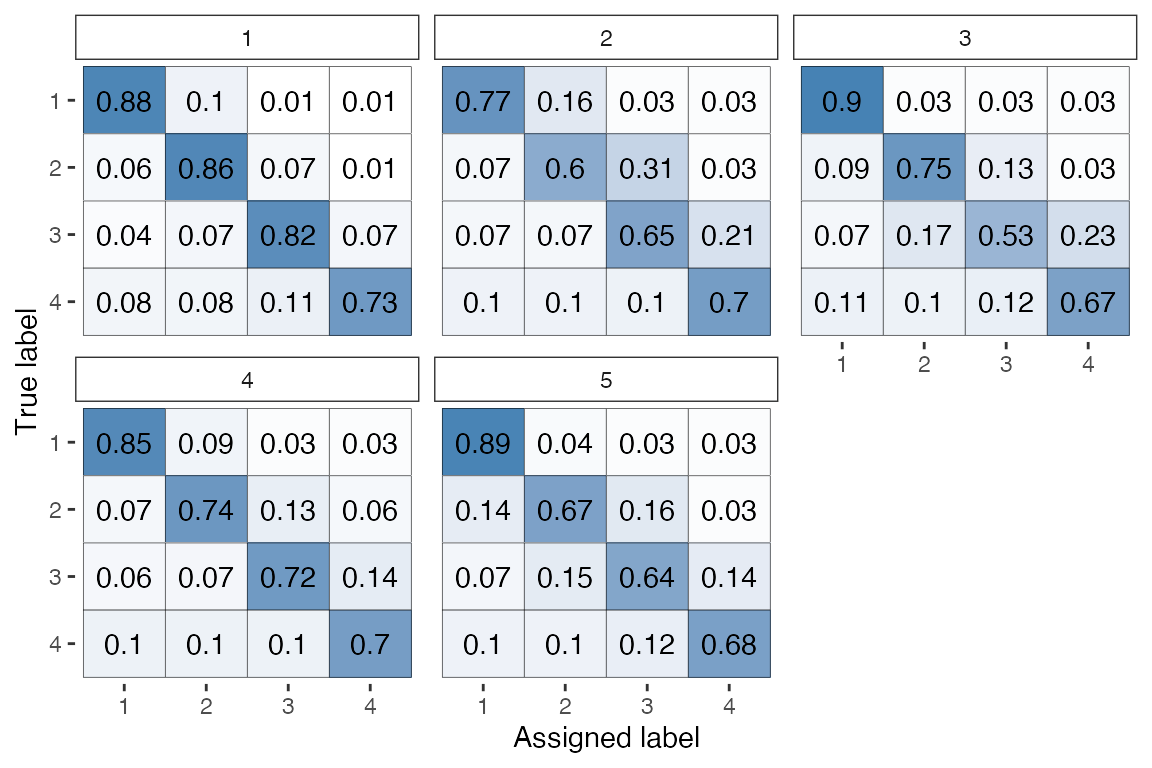 1 2 3
1 0.88 0.1 0.01 0.01 0.77 0.16 0.03 0.03 0.9 0.03 0.03 0.03
2 0.06 0.86 0.07 0.01 0.07 0.6 0.31 0.03 0.09 0.75 0.13 0.03
3 0.04 0.07 0.82 0.07 0.07 0.07 0.65 0.21 0.07 0.17 0.53 0.23
4 0.08 0.08 0.11 0.73 0.1 0.1 0.1 0.7 0.11 0.1 0.12 0.67
1 2 3 4
True label
4 5
1 0.85 0.09 0.03 0.03 0.89 0.04 0.03 0.03
2 0.07 0.74 0.13 0.06 0.14 0.67 0.16 0.03
3 0.06 0.07 0.72 0.14 0.07 0.15 0.64 0.14
4 0.1 0.1 0.1 0.7 0.1 0.1 0.12 0.68
1 2 3 4 1 2 3 4
Assigned label